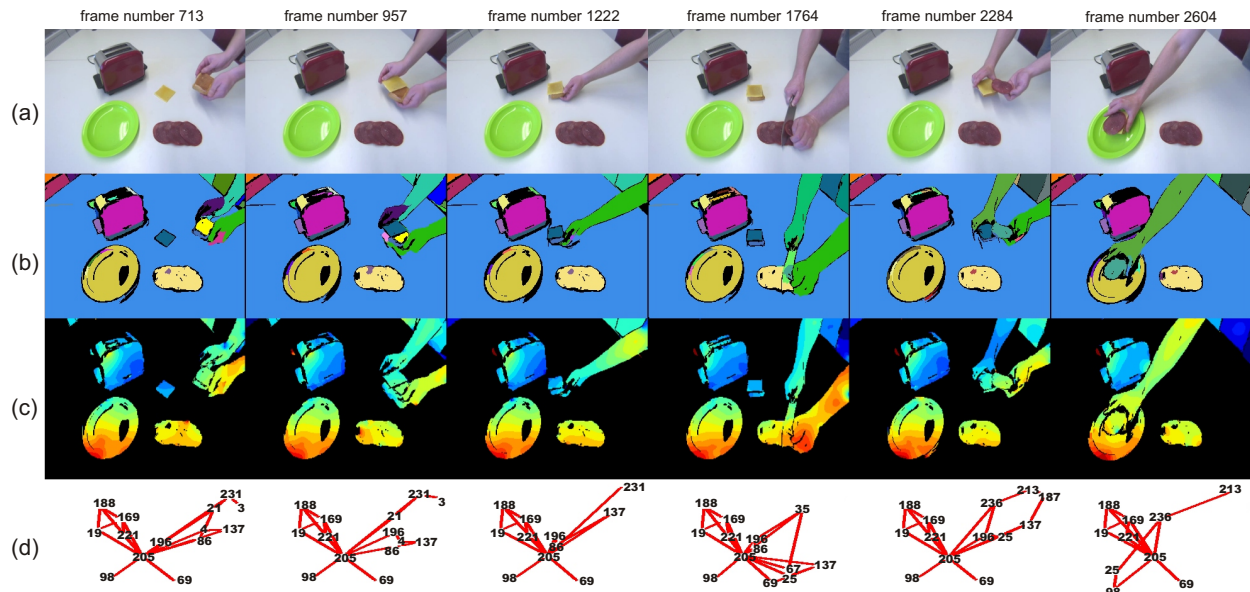 frame number 713 frame number 957 frame number 1222 frame number 1764 frame number 2284 frame number 2604
(a)
(b)
(c)
(d)
188 169 19 221 196 205 98 69 21 231 3 4 137 86
188 169 19 221 205 98 69 21 231 3 196 4 137 86
188 169 19 221 196 86 205 98 69 231 137
188 169 19 221 196 86 205 98 69 35 67 25 137
188 169 19 221 205 98 69 236 213 187 137 196 25
188 169 19 221 205 25 98 69 236 213